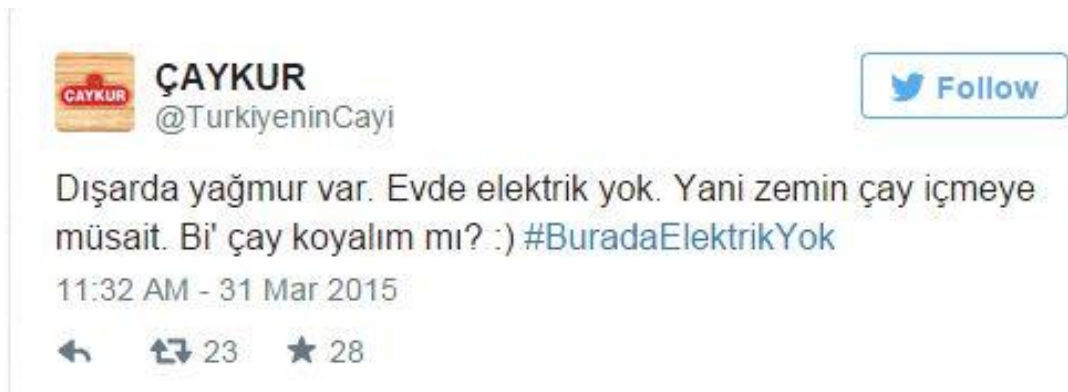 ÇAYKUR
ÇAYKUR
@TurkiyeninCayi
Follow
Dışarda yağmur var. Evde elektrik yok. Yani zemin çay içmeye
müsait. Bi' çay koyalım mı? :) #BuradaElektrikYok
11:32 AM - 31 Mar 2015
23 28